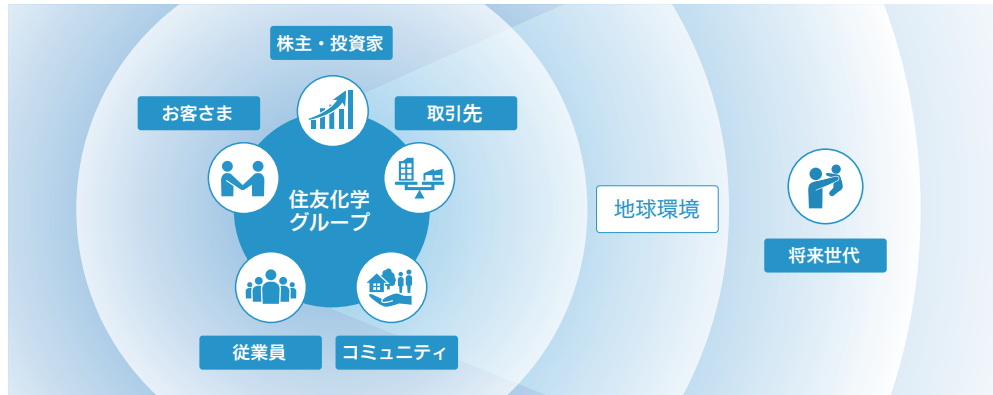 株主・投資家
お客さま
取引先
住友化学
グループ
地球環境
将来世代
従業員
コミュニティ